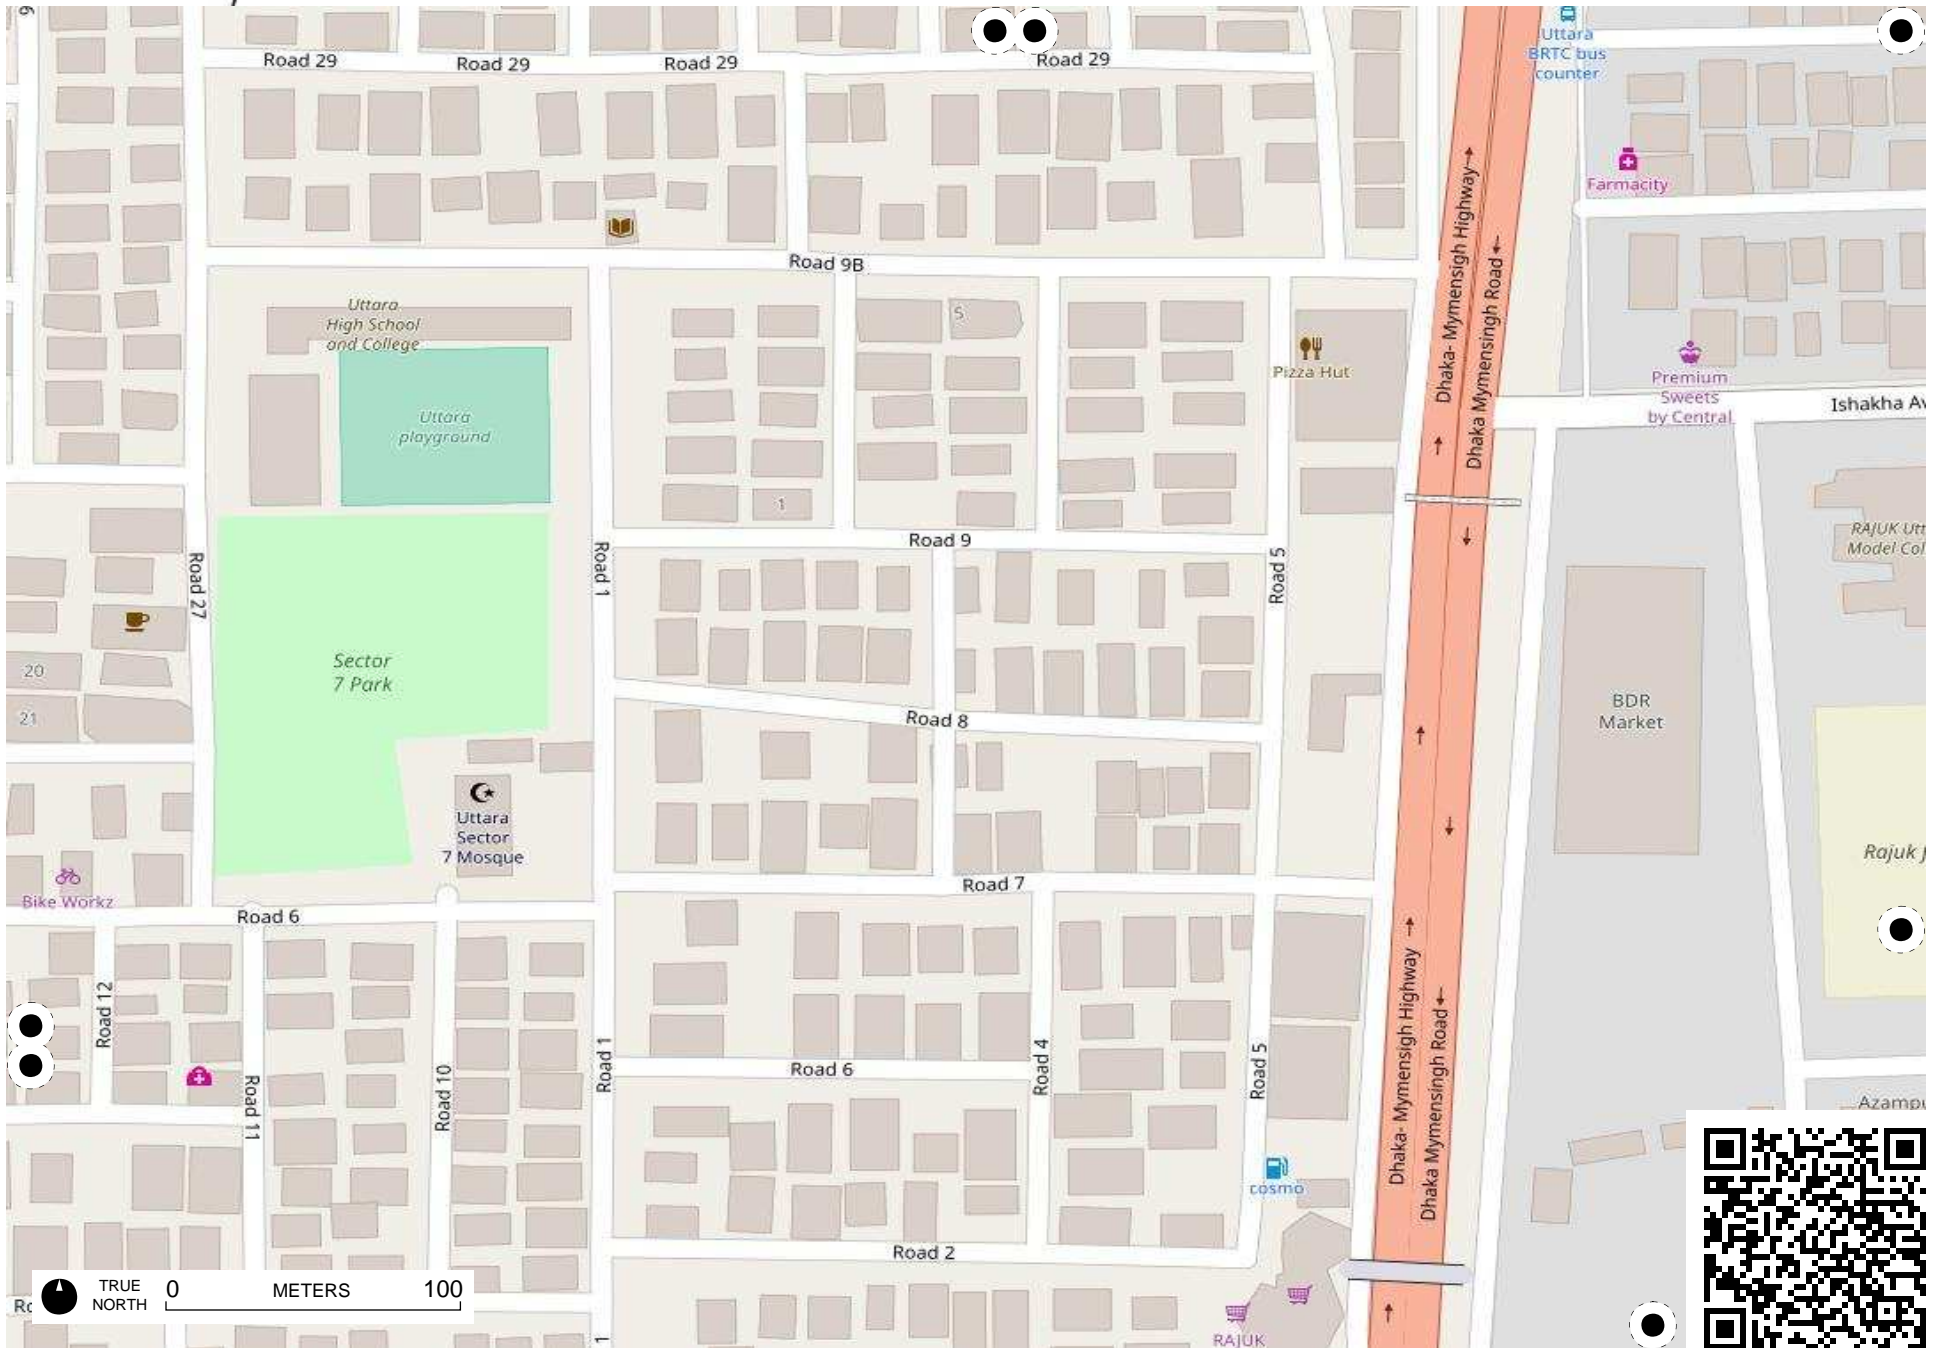 Road 29
Road 29
Road 29
Road 29
Uttara
BRTC bus
counter
Farmacity
Dhaka- Mymensigh Highway
Dhaka Mymensingh Road
Road 9B
Uttara
High School
and College
5
Pizza Hut
Premium
Sweets
by Central
Ishakha Av
Uttara
playground
1
Road 9
RAJUK Utt
Model Col
Road 27
Road 1
Road 5
20
21
Sector
7 Park
Road 8
BDR
Market
Uttara
Sector
7 Mosque
Rajuk
Bike Workz
Road 6
Road 7
Dhaka- Mymensigh Highway
Dhaka Mymensingh Road
Road 12
Road 11
Road 10
Road 1
Road 6
Road 4
Road 5
Azampu
cosmo
Road 2
TRUE
NORTH
0 METERS 100
Ro
1
RAJUK